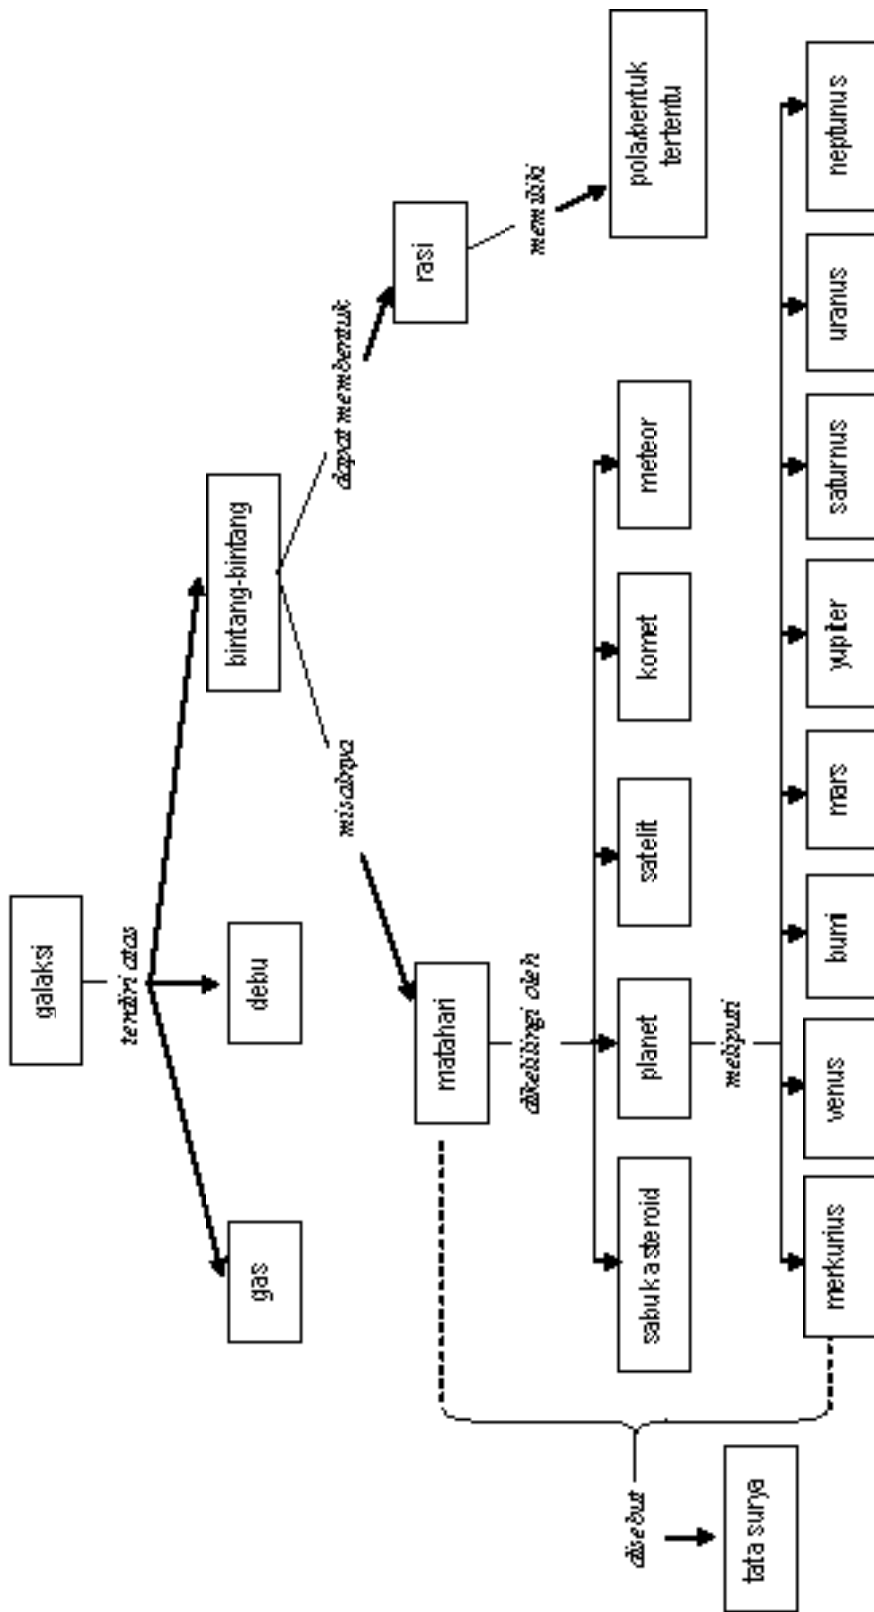 galaksi
terdiri atas
gas
debu
bintang-bintang
misalnya
dapat membentuk
matahari
rasi
dikelilingi oleh
memiliki
sabuk asteroid
planet
satelit
komet
meteor
pola/bentuk
tertentu
meliputi
merkurius
venus
bumi
mars
yupiter
saturnus
uranus
neptunus
disebut
tata surya